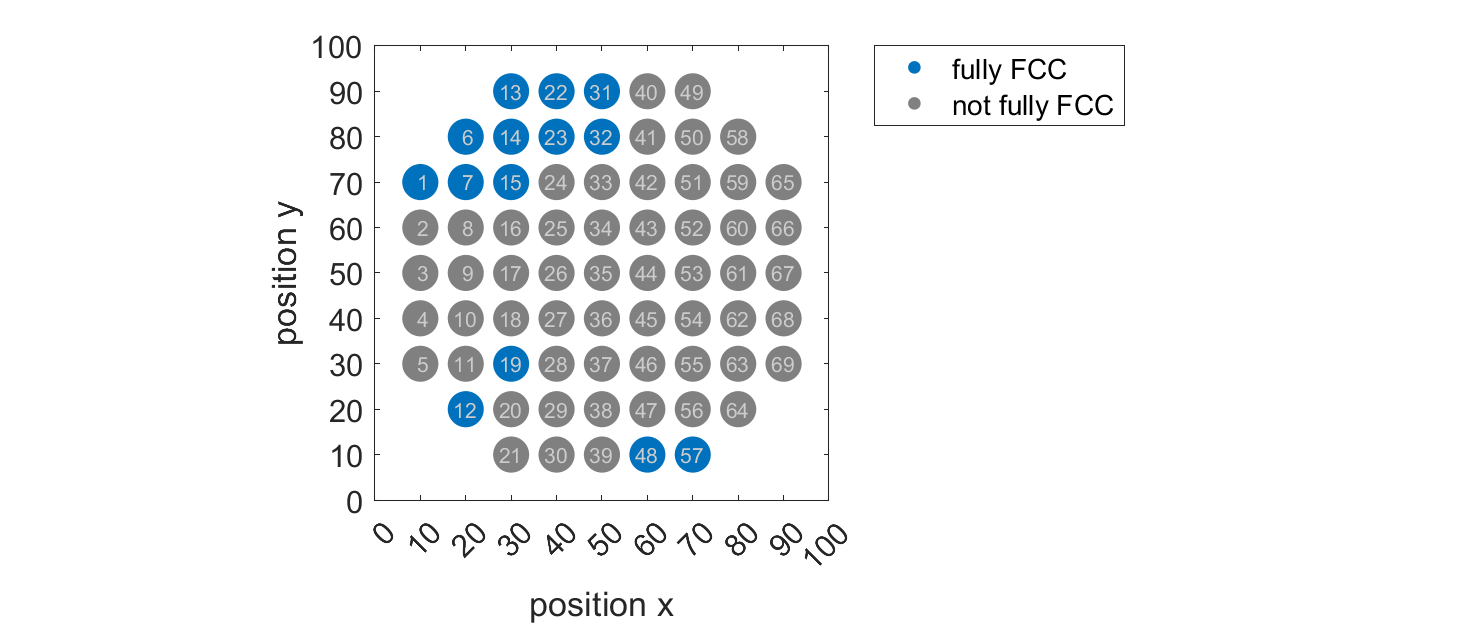 100
fully FCC
not fully FCC
90 13 22 31 40 49
80 6 14 23 32 41 50 58
70 1 7 15 24 33 42 51 59 65
60 2 8 16 25 34 43 52 60 66
50 3 9 17 26 35 44 53 61 67
40 4 10 18 27 36 45 54 62 68
30 5 11 19 28 37 46 55 63 69
20 12 20 29 38 47 56 64
10 21 30 39 48 57
0
position y
0 10 20 30 40 50 60 70 80 90 100
position x